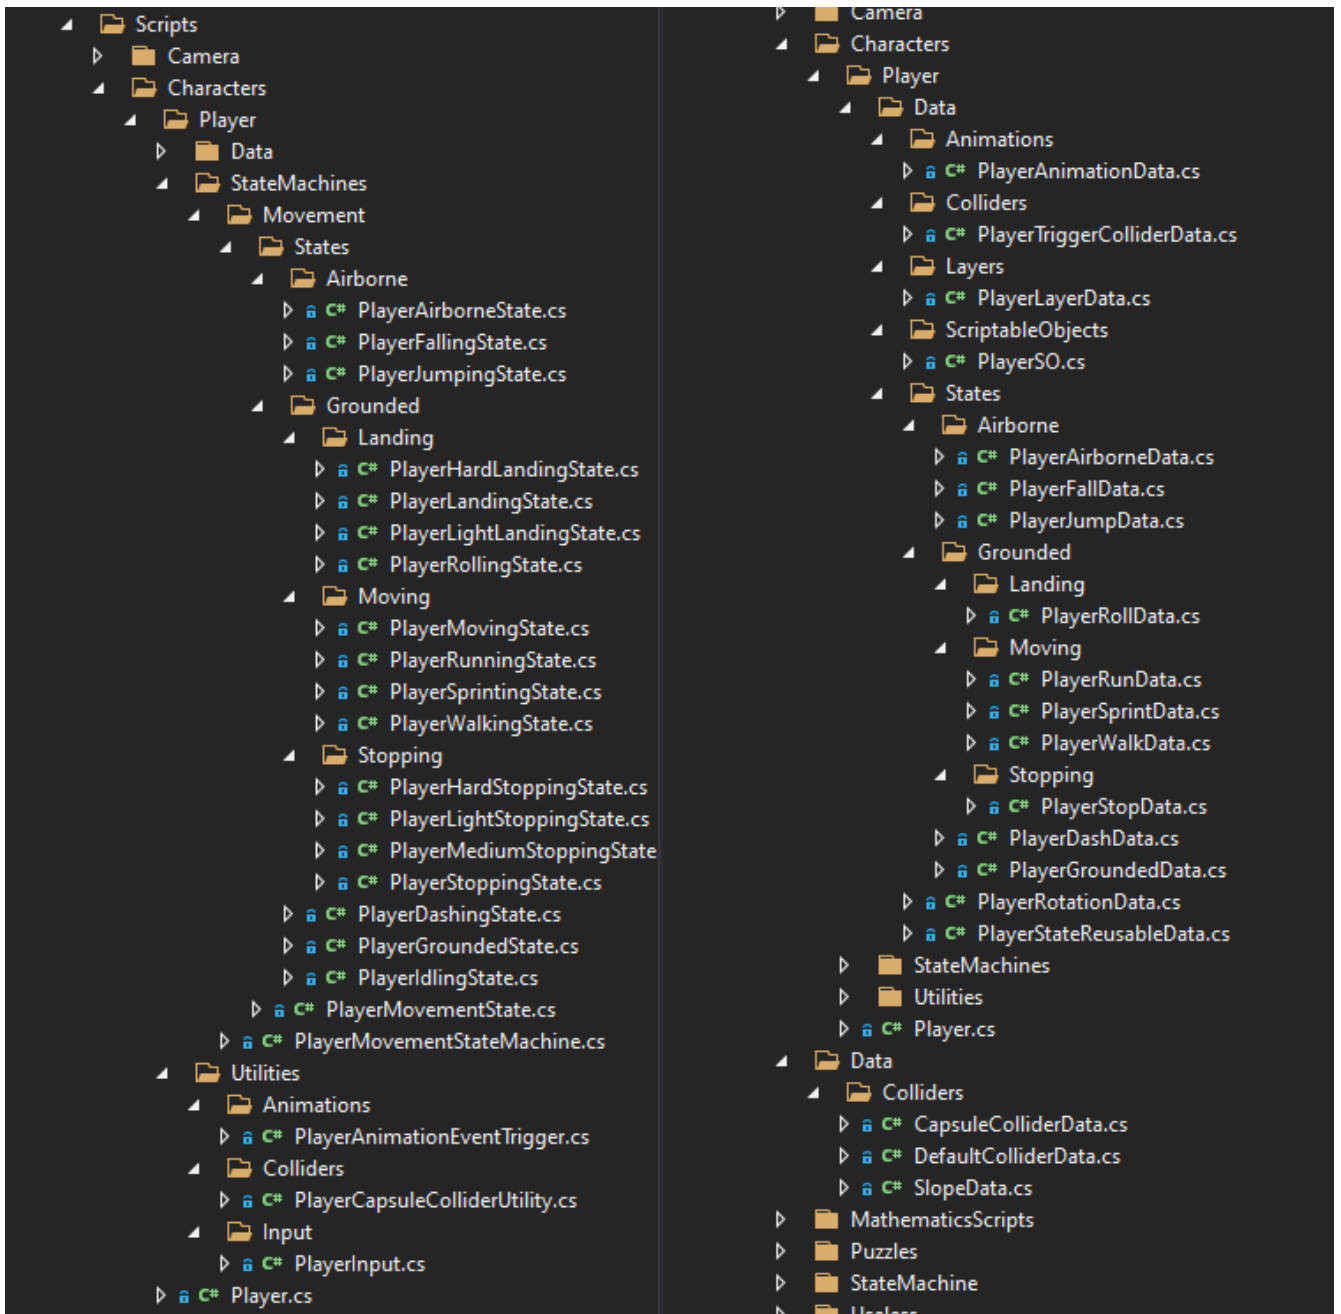 Scripts
Camera
Characters
Player
Data
StateMachines
Movement
States
Airborne
C# PlayerAirborneState.cs
C# PlayerFallingState.cs
C# PlayerJumpingState.cs
Grounded
Landing
C# PlayerHardLandingState.cs
C# PlayerLandingState.cs
C# PlayerLightLandingState.cs
C# PlayerRollingState.cs
Moving
C# PlayerMovingState.cs
C# PlayerRunningState.cs
C# PlayerSprintingState.cs
C# PlayerWalkingState.cs
Stopping
C# PlayerHardStoppingState.cs
C# PlayerLightStoppingState.cs
C# PlayerMediumStoppingState
C# PlayerStoppingState.cs
C# PlayerDashingState.cs
C# PlayerGroundedState.cs
C# PlayerIdlingState.cs
C# PlayerMovementState.cs
C# PlayerMovementStateMachine.cs
Utilities
Animations
C# PlayerAnimationEventTrigger.cs
Colliders
C# PlayerCapsuleColliderUtility.cs
Input
C# PlayerInput.cs
C# Player.cs
Camera
Characters
Player
Data
Animations
C# PlayerAnimationData.cs
Colliders
C# PlayerTriggerColliderData.cs
Layers
C# PlayerLayerData.cs
ScriptableObjects
C# PlayerSO.cs
States
Airborne
C# PlayerAirborneData.cs
C# PlayerFallData.cs
C# PlayerJumpData.cs
Grounded
Landing
C# PlayerRollData.cs
Moving
C# PlayerRunData.cs
C# PlayerSprintData.cs
C# PlayerWalkData.cs
Stopping
C# PlayerStopData.cs
C# PlayerDashData.cs
C# PlayerGroundedData.cs
C# PlayerRotationData.cs
C# PlayerStateReusableData.cs
StateMachines
Utilities
C# Player.cs
Data
Colliders
C# CapsuleColliderData.cs
C# DefaultColliderData.cs
C# SlopeData.cs
MathematicsScripts
Puzzles
StateMachine